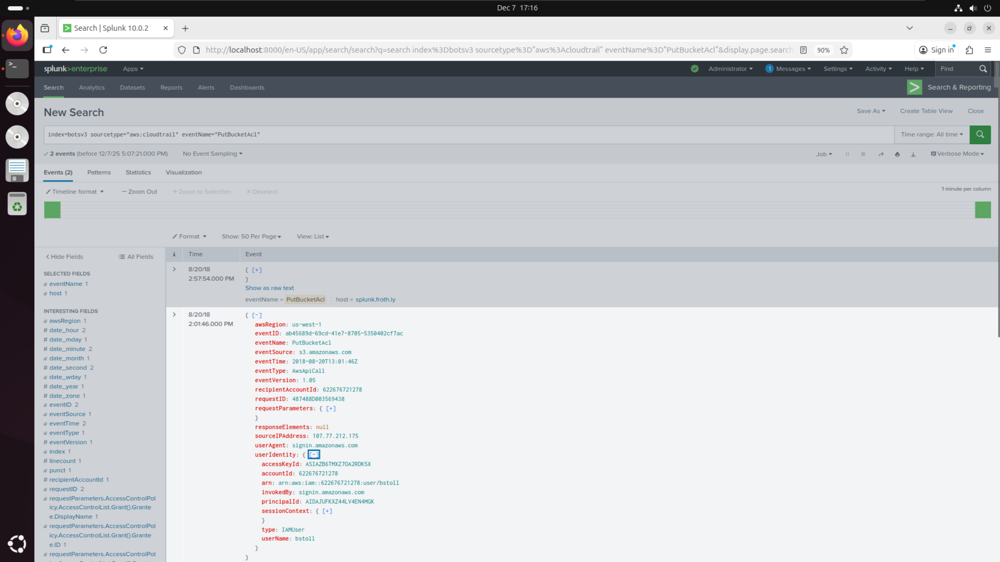 Dec 7 17:16
Search | Splunk 10.0.2
http://localhost:8000/en-US/app/search/search?q=search index%3Dbotsv3 sourcetype%3D"aws%3Acloudtrail" eventName%3D"PutBucketAcl"&display.page.search.
90%
Sign in
splunk>enterprise
Apps
Administrator
1 Messages
Settings
Activity
Help
Find
Search
Analytics
Datasets
Reports
Alerts
Dashboards
Search & Reporting
New Search
Save As
Create Table View
Close
index=botsv3 sourcetype="aws:cloudtrail" eventName="PutBucketAcl"
Time range: All time
2 events (before 12/7/25 5:07:21.000 PM)
No Event Sampling
Job
Verbose Mode
Events (2)
Patterns
Statistics
Visualization
Timeline format
— Zoom Out
+ Zoom to Selection
× Deselect
1 minute per column
Format
Show: 50 Per Page
View: List
< Hide Fields
All Fields
SELECTED FIELDS
a eventName 1
a host 1
INTERESTING FIELDS
a awsRegion 1
# date_hour 2
# date_mday 1
# date_minute 2
a date_month 1
# date_second 2
a date_wday 1
# date_year 1
# date_zone 1
a eventID 2
a eventSource 1
a eventTime 2
a eventType 1
# eventVersion 1
a index 1
# linecount 1
a punct 1
# recipientAccountId 1
a requestID 2
a requestParameters.AccessControlPol
icy.AccessControlList.Grant{}.Grante
e.DisplayName 1
a requestParameters.AccessControlPol
icy.AccessControlList.Grant{}.Grante
e.ID 1
a requestParameters.AccessControlPol
i
Time
Event
8/20/18
2:57:54.000 PM
{ [+]
}
Show as raw text
eventName = PutBucketAcl
host = splunk.froth.ly
8/20/18
2:01:46.000 PM
{ [-]
awsRegion: us-west-1
eventID: ab45689d-69cd-41e7-8705-5350402cf7ac
eventName: PutBucketAcl
eventSource: s3.amazonaws.com
eventTime: 2018-08-20T13:01:46Z
eventType: AwsApiCall
eventVersion: 1.05
recipientAccountId: 622676721278
requestID: 487488D003569438
requestParameters: { [+]
}
responseElements: null
sourceIPAddress: 107.77.212.175
userAgent: signin.amazonaws.com
userIdentity: { [-]
accessKeyId: ASIAZB6TMXZ7OA2RDK5X
accountId: 622676721278
arn: arn:aws:iam::622676721278:user/bstoll
invokedBy: signin.amazonaws.com
principalId: AIDAJUFKXZ44LV4EN4MGK
sessionContext: { [+]
}
type: IAMUser
userName: bstoll
}
}